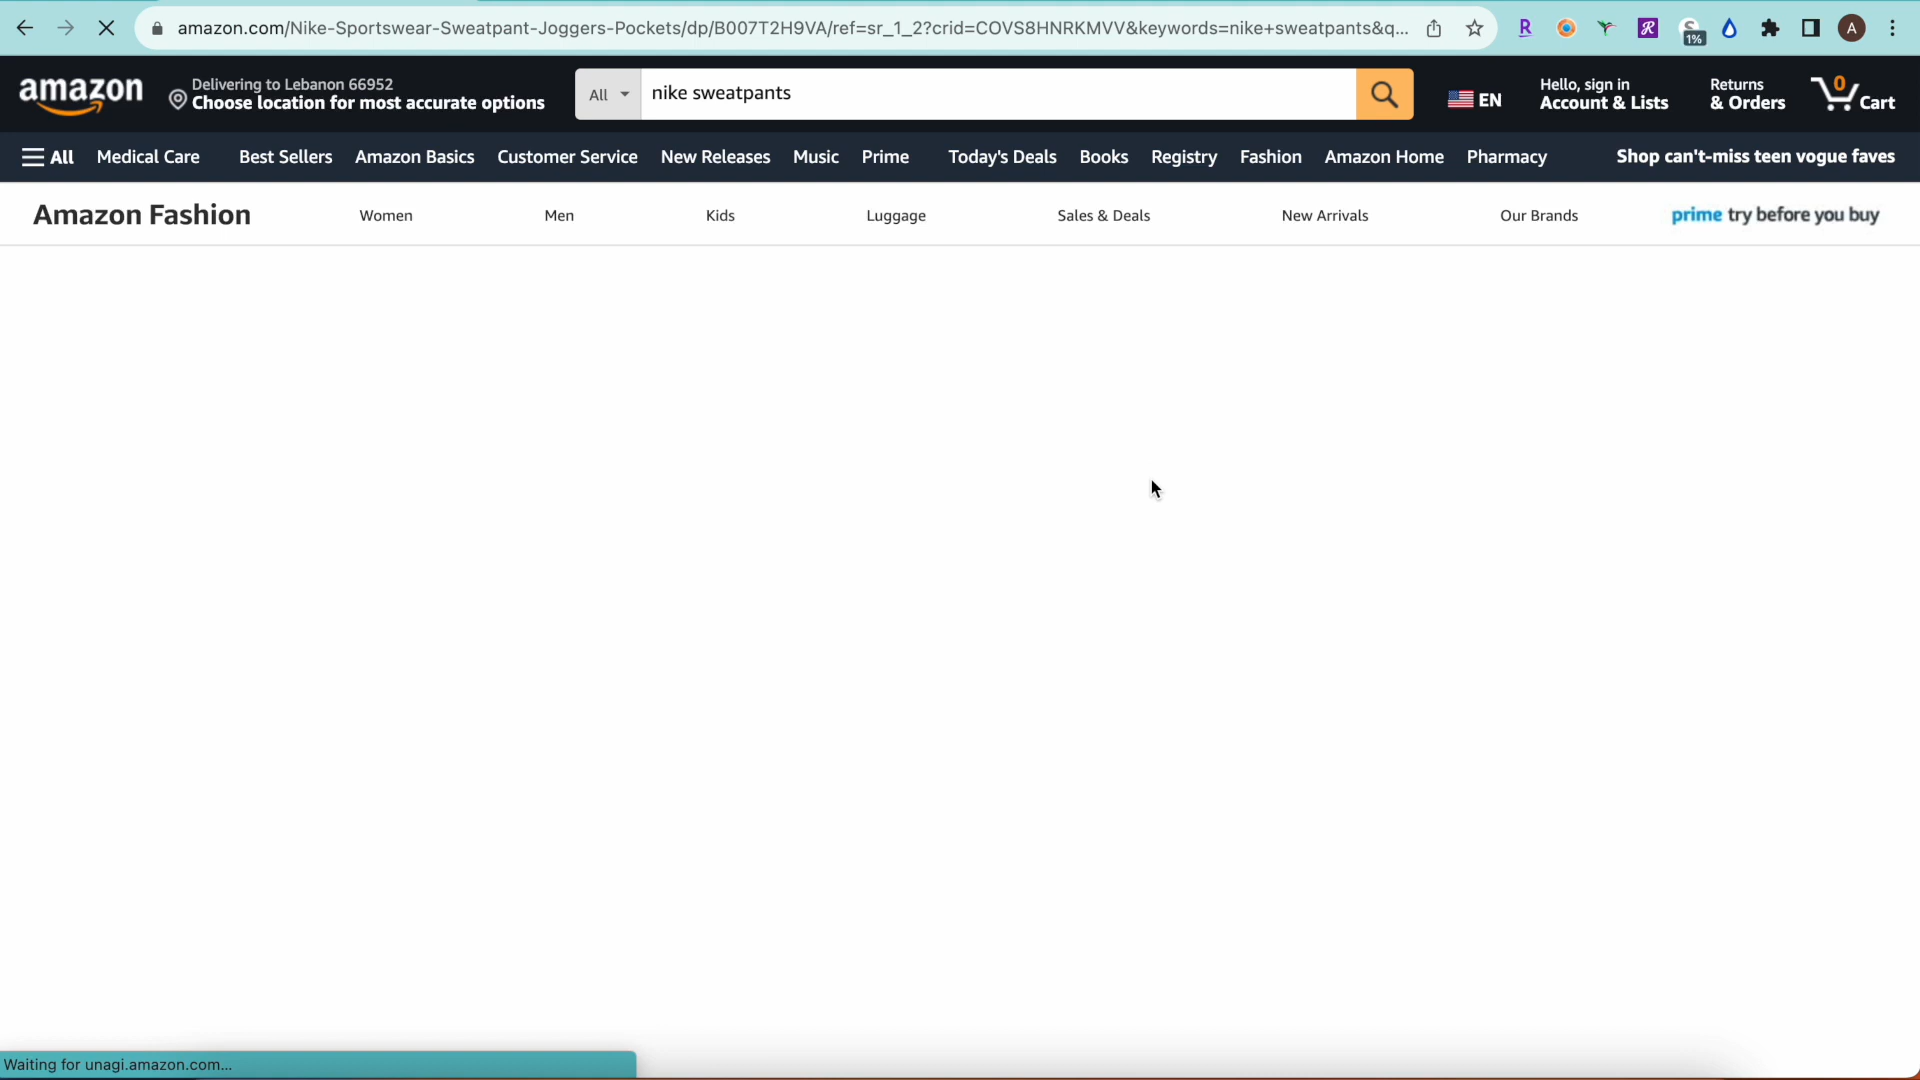 amazon.com/Nike-Sportswear-Sweatpant-Joggers-Pockets/dp/B007T2H9VA/ref=sr_1_2?crid=COVS8HNRKMVV&keywords=nike+sweatpants&q...
1%
A
amazon
Delivering to Lebanon 66952
Choose location for most accurate options
All
nike sweatpants
EN
Hello, sign in
Account & Lists
Returns
& Orders
0
Cart
All
Medical Care
Best Sellers
Amazon Basics
Customer Service
New Releases
Music
Prime
Today's Deals
Books
Registry
Fashion
Amazon Home
Pharmacy
Shop can't-miss teen vogue faves
Amazon Fashion
Women
Men
Kids
Luggage
Sales & Deals
New Arrivals
Our Brands
prime try before you buy
Waiting for unagi.amazon.com...